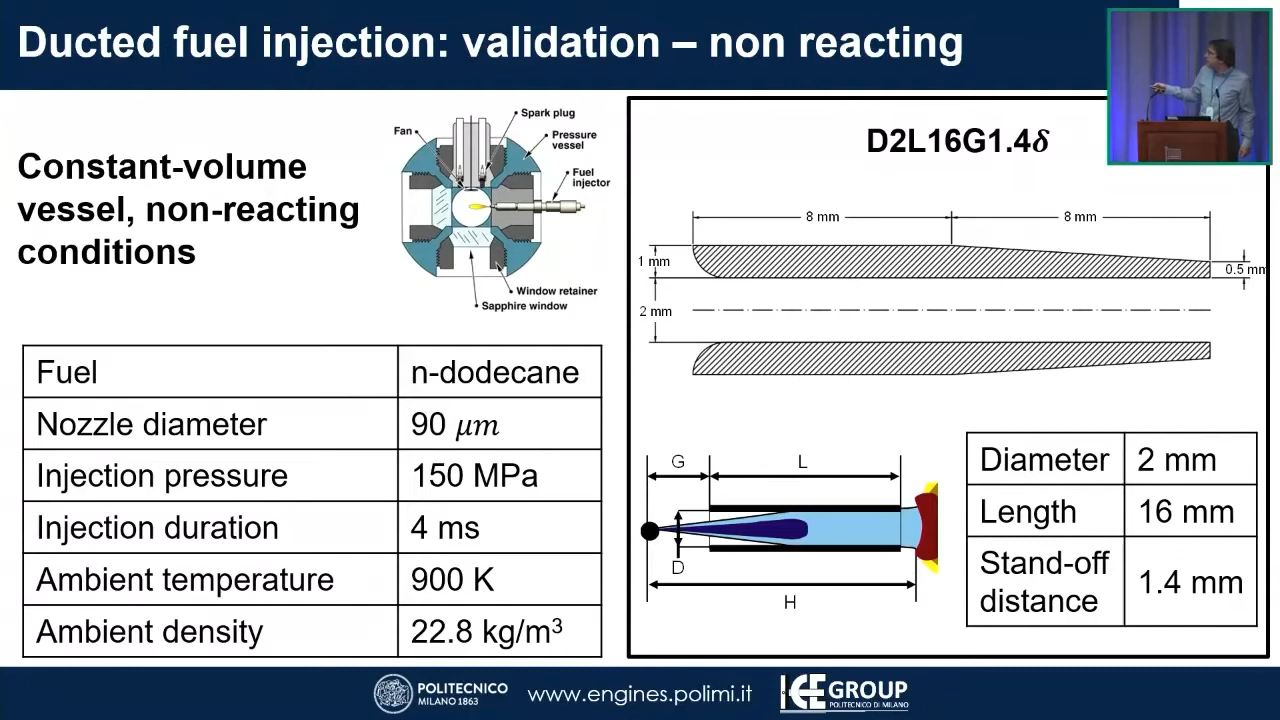 Ducted fuel injection: validation – non reacting
Constant-volume
vessel, non-reacting
conditions
Spark plug
Fan
Pressure
vessel
Fuel
injector
Window retainer
Sapphire window
Fuel n-dodecane
Nozzle diameter 90 𝜇𝑚
Injection pressure 150 MPa
Injection duration 4 ms
Ambient temperature 900 K
Ambient density 22.8 kg/m³
D2L16G1.4𝛿
8 mm 8 mm
1 mm
0.5 mm
2 mm
G L
D
H
Diameter 2 mm
Length 16 mm
Stand-off
distance 1.4 mm
POLITECNICO
MILANO 1863
www.engines.polimi.it
ICE GROUP
POLITECNICO DI MILANO